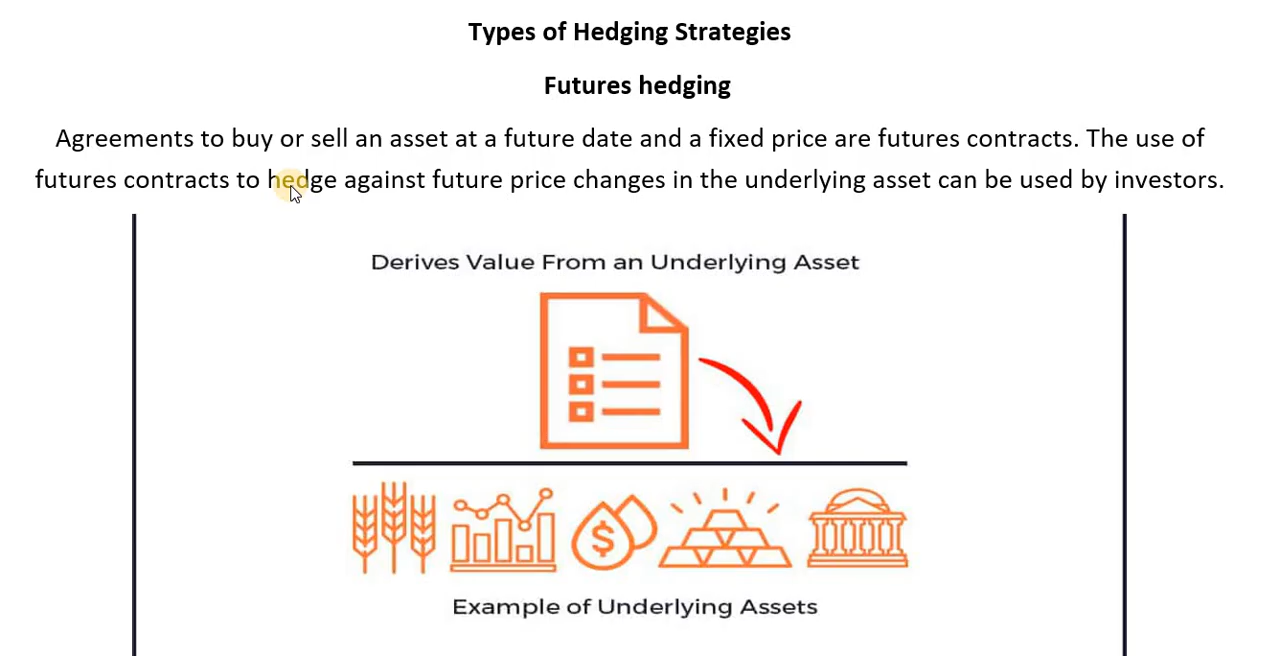 Types of Hedging Strategies
Futures hedging
Agreements to buy or sell an asset at a future date and a fixed price are futures contracts. The use of
futures contracts to hedge against future price changes in the underlying asset can be used by investors.
Derives Value From an Underlying Asset
$
Example of Underlying Assets